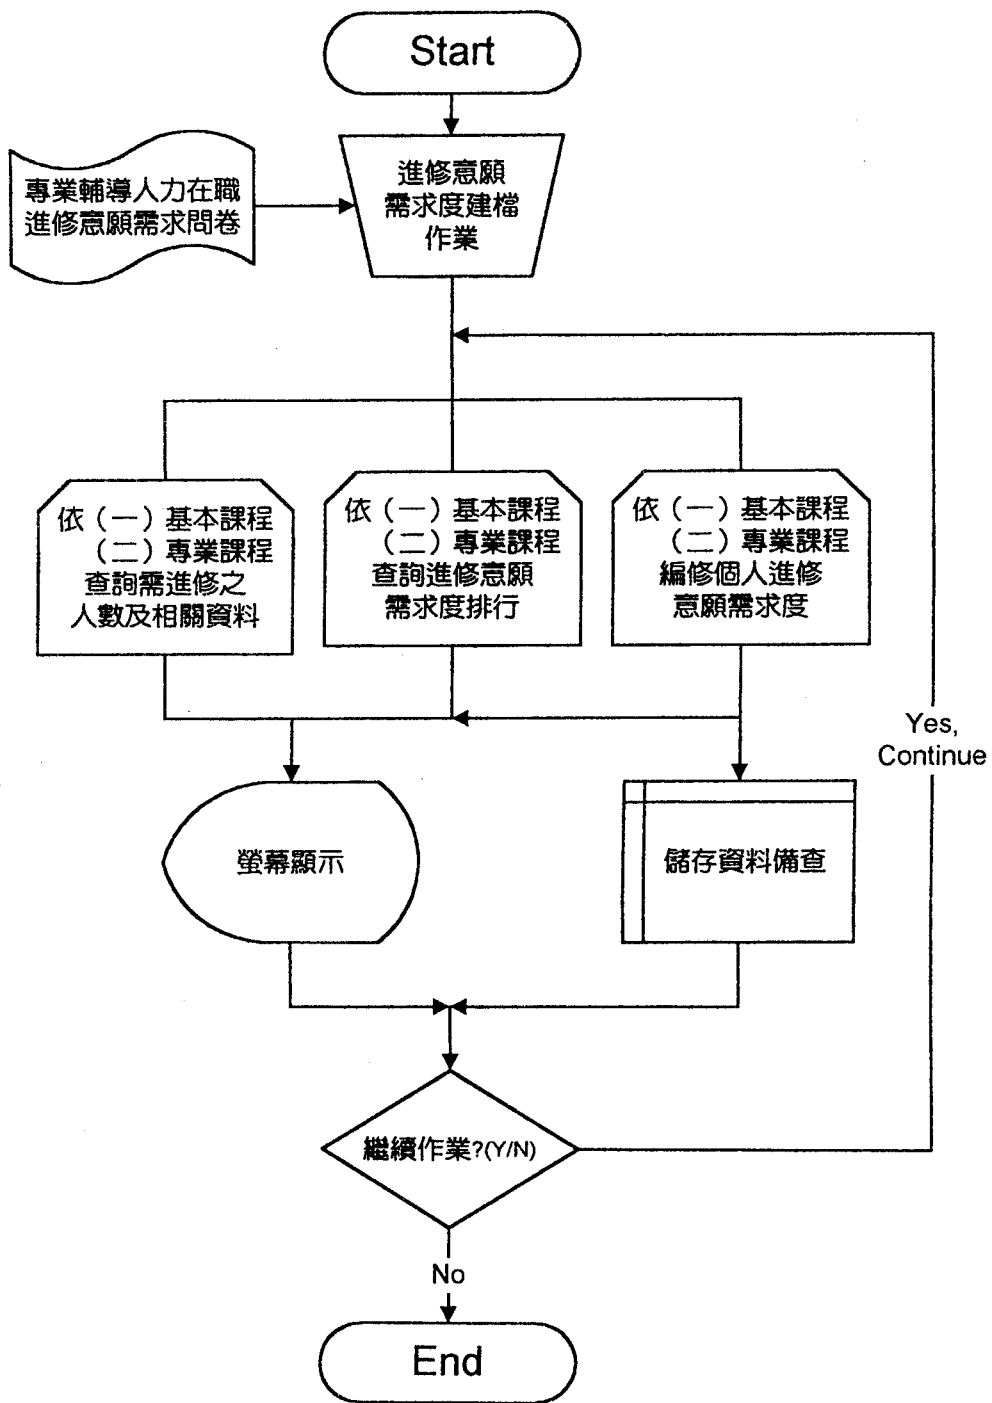 Start
專業輔導人力在職
進修意願需求問卷
進修意願
需求度建檔
作業
依（一）基本課程
（二）專業課程
查詢需進修之
人數及相關資料
依（一）基本課程
（二）專業課程
查詢進修意願
需求度排行
依（一）基本課程
（二）專業課程
編修個人進修
意願需求度
Yes,
Continue
螢幕顯示
儲存資料備查
繼續作業?(Y/N)
No
End